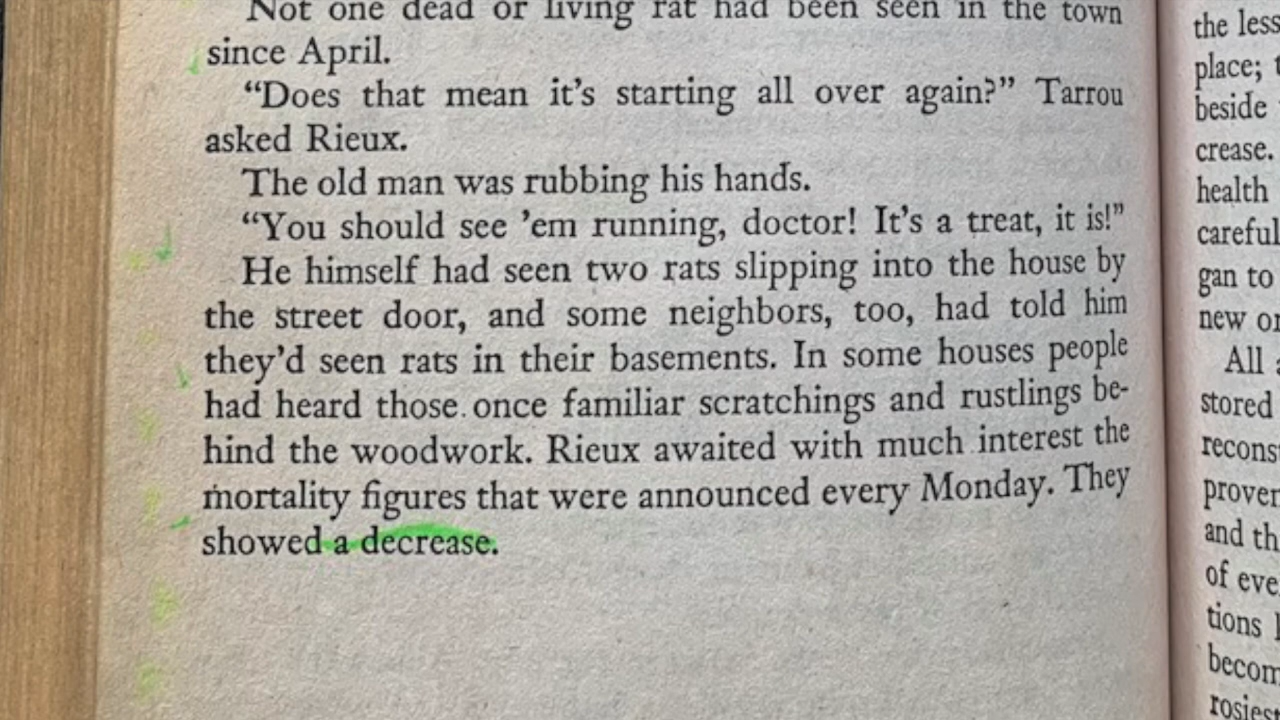 Not one dead or living rat had been seen in the town
since April.
“Does that mean it’s starting all over again?” Tarrou
asked Rieux.
The old man was rubbing his hands.
“You should see ’em running, doctor! It’s a treat, it is!”
He himself had seen two rats slipping into the house by
the street door, and some neighbors, too, had told him
they’d seen rats in their basements. In some houses people
had heard those once familiar scratchings and rustlings be-
hind the woodwork. Rieux awaited with much interest the
mortality figures that were announced every Monday. They
showed a decrease.
the less
place;
beside
crease.
health
careful
gan to
new
All
stored
and
of